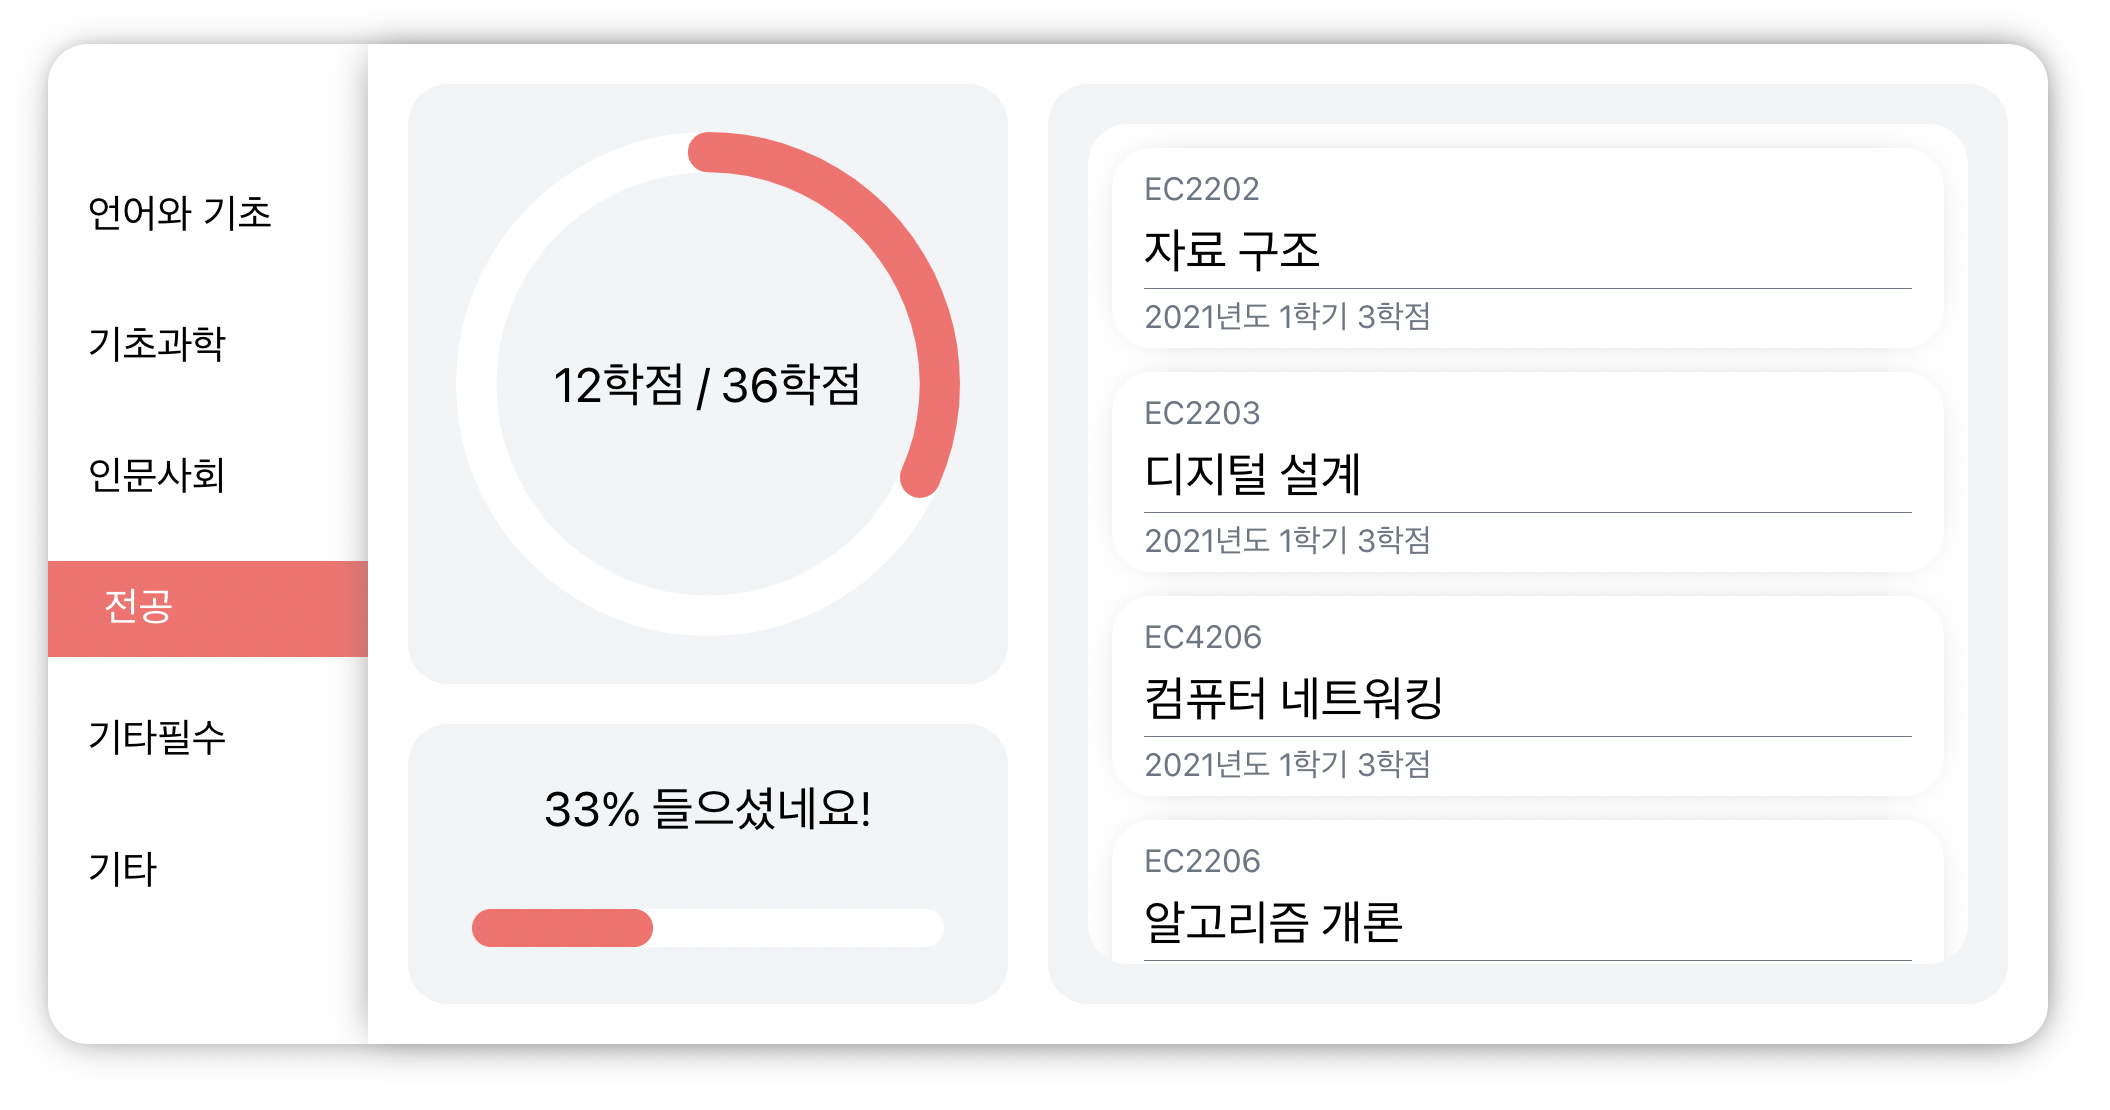 언어와 기초
기초과학
인문사회
전공
기타필수
기타
12학점 / 36학점
33% 들으셨네요!
EC2202
자료 구조
2021년도 1학기 3학점
EC2203
디지털 설계
2021년도 1학기 3학점
EC4206
컴퓨터 네트워킹
2021년도 1학기 3학점
EC2206
알고리즘 개론